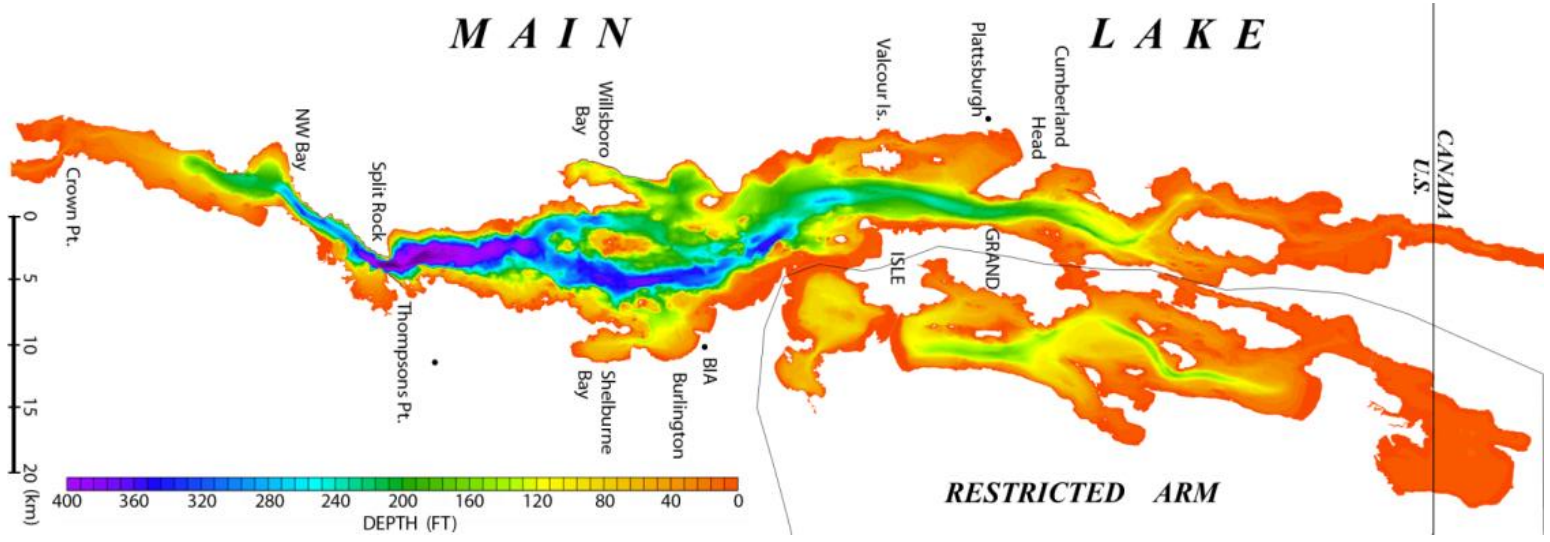 MAIN LAKE
Crown Pt.
NW Bay
Split Rock
Thompsons Pt.
Willsboro
Bay
Shelburne
Bay
Burlington
BIA
Valcour Is.
Plattsburgh
Cumberland
Head
GRAND
ISLE
CANADA
U.S.
RESTRICTED ARM
0
5
10
15
20 (km)
400 360 320 280 240 200 160 120 80 40 0
DEPTH (FT)